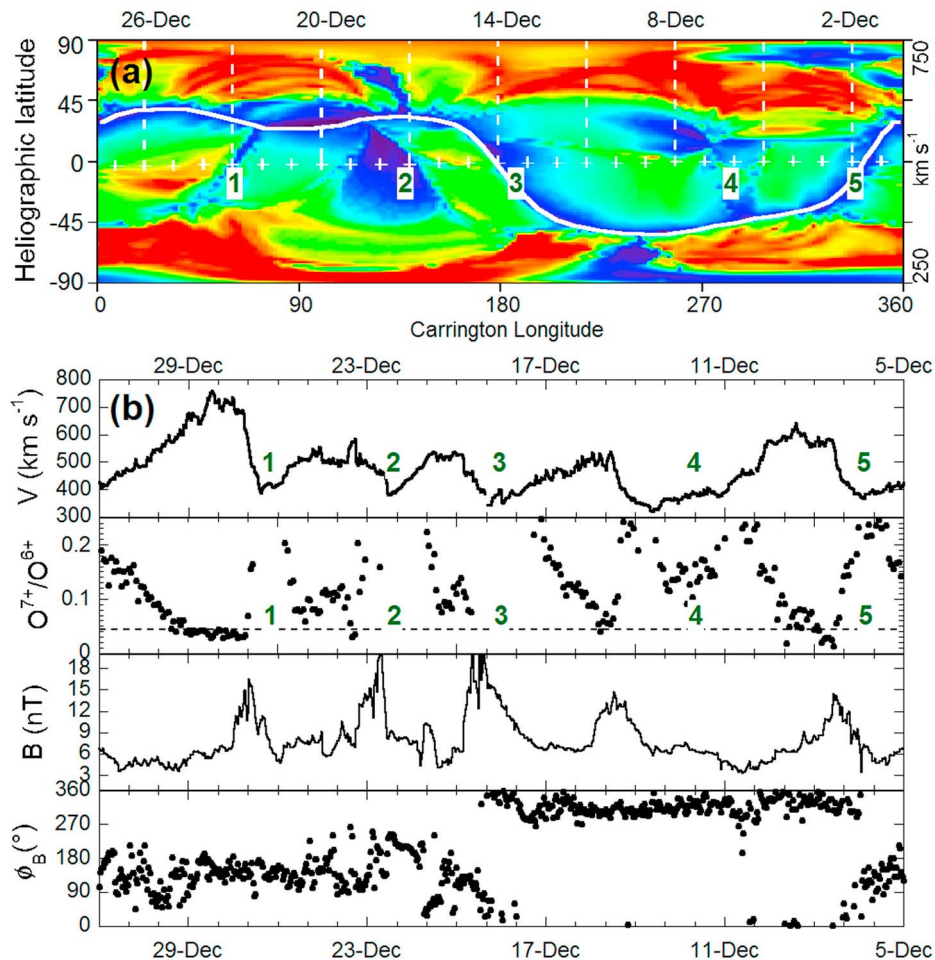 26-Dec 20-Dec 14-Dec 8-Dec 2-Dec
(a)
90
45
0
-45
-90
Heliographic latitude
750
km s⁻¹
250
1 2 3 4 5
0 90 180 270 360
Carrington Longitude
29-Dec 23-Dec 17-Dec 11-Dec 5-Dec
(b)
800
700
600
500
400
300
V (km s⁻¹)
1 2 3 4 5
0.2
0.1
0
O⁷⁺/O⁶⁺
1 2 3 4 5
18
15
12
9
6
3
B (nT)
360
270
180
90
0
ϕB(°)
29-Dec 23-Dec 17-Dec 11-Dec 5-Dec